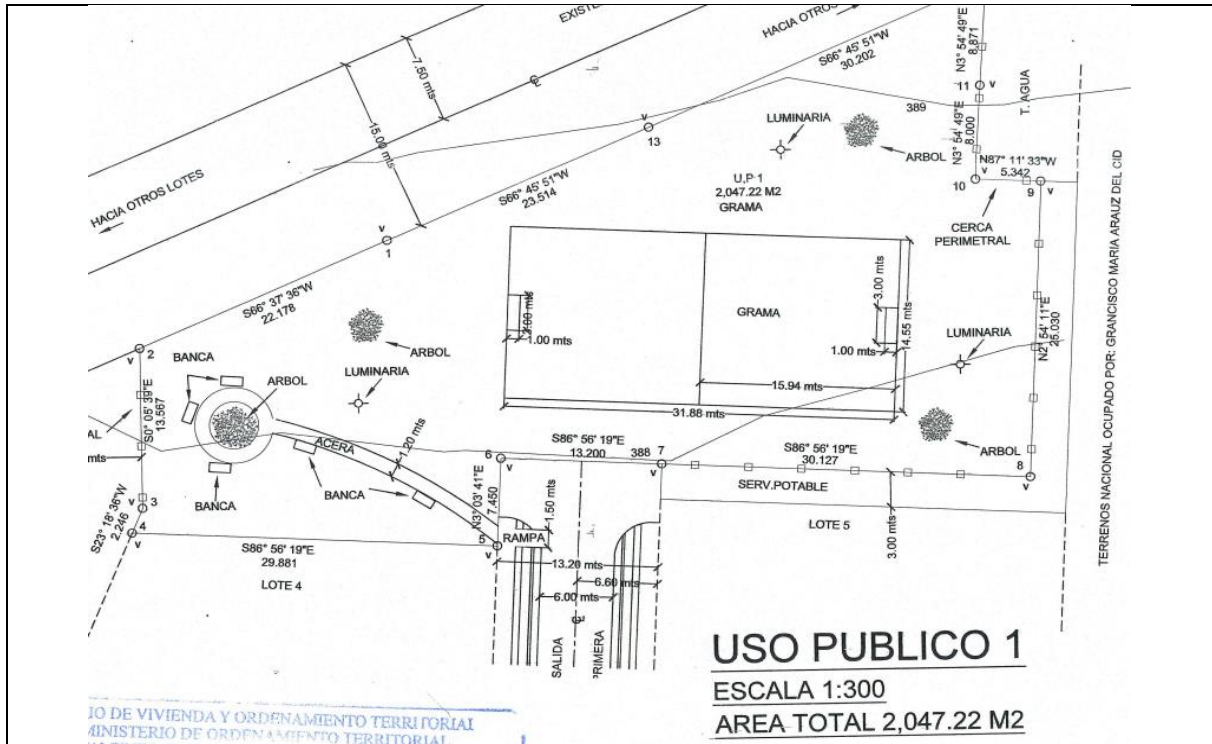 EXISTE
HACIA OTROS
HACIA OTROS LOTES
7.50 mts
15.00 mts
S66° 45' 51"W
30.202
S66° 45' 51"W
23.514
S66° 37' 36"W
22.178
N3° 54' 49"E
8.871
11 v
N3° 54' 49"E
8.000
N87° 11' 33"W
5.342
10
v
9
v
T. AGUA
389
v
13
LUMINARIA
ARBOL
U,P 1
2,047.22 M2
GRAMA
CERCA
PERIMETRAL
TERRENOS NACIONAL OCUPADO POR: GRANCISCO MARIA ARAUZ DEL CID
v
1
GRAMA
3.00 mts
1.00 mts
1.00 mts
14.55 mts
15.94 mts
31.88 mts
LUMINARIA
N2° 54' 11"E
25.030
ARBOL
ARBOL
LUMINARIA
2
v
BANCA
ARBOL
S0° 05' 39"E
13.567
AL
mts
ACERA
1.20 mts
BANCA
BANCA
v 3
4
v
S23° 18' 36"W
2.246
S86° 56' 19"E
29.881
LOTE 4
6
v
S86° 56' 19"E
13.200
388
7
v
S86° 56' 19"E
30.127
8
v
SERV.POTABLE
LOTE 5
3.00 mts
N3° 03' 41"E
7.450
5
v
1.50 mts
RAMPA
13.20 mts
6.60 mts
6.00 mts
SALIDA
PRIMERA
USO PUBLICO 1
ESCALA 1:300
AREA TOTAL 2,047.22 M2
IO DE VIVIENDA Y ORDENAMIENTO TERRITORIAL
MINISTERIO DE ORDENAMIENTO TERRITORIAL